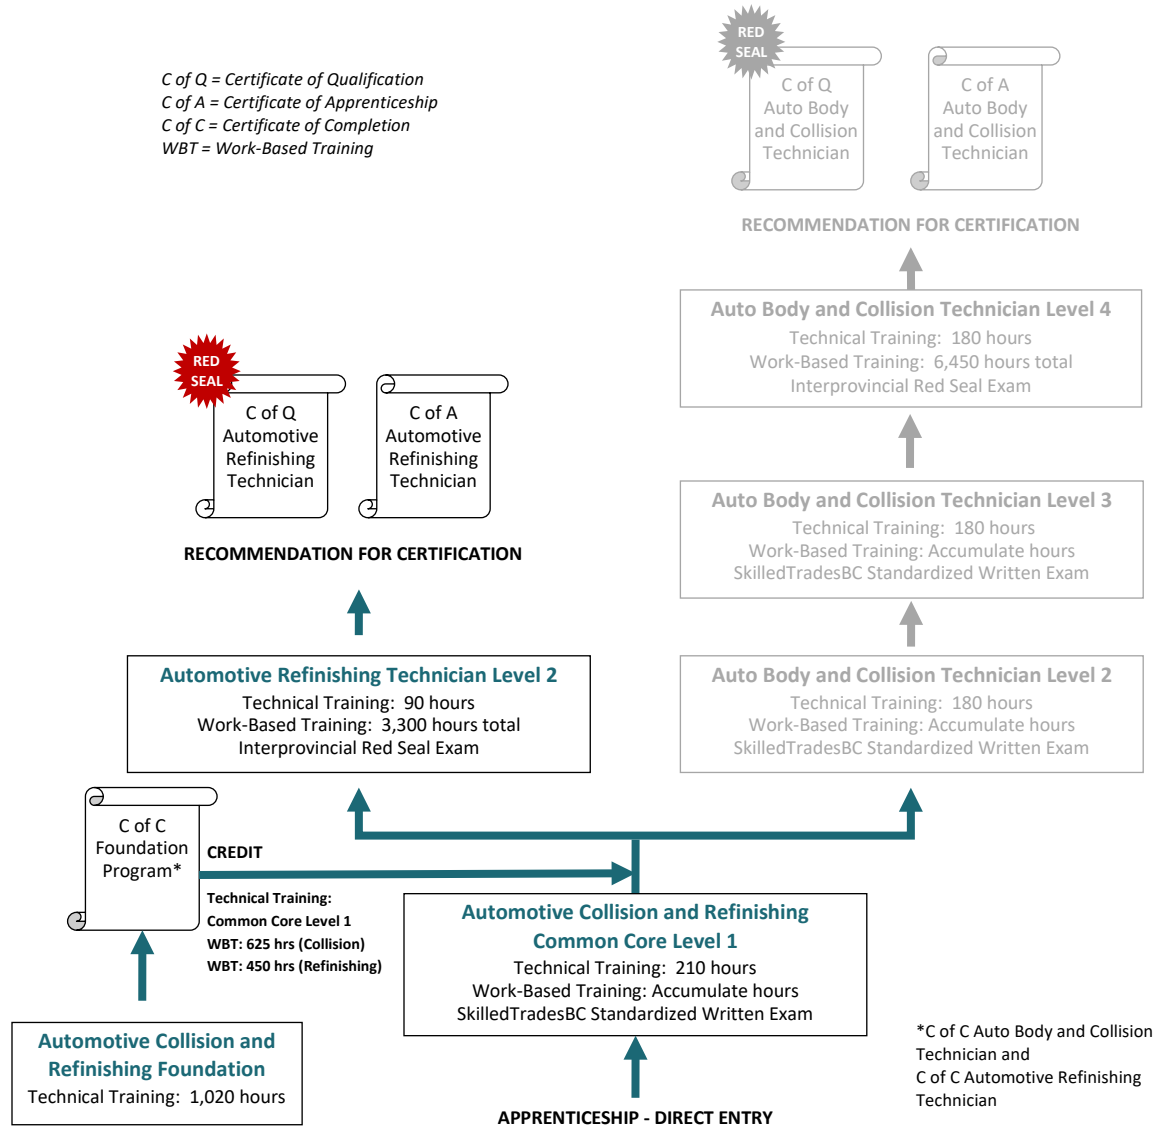 C of Q = Certificate of Qualification
C of A = Certificate of Apprenticeship
C of C = Certificate of Completion
WBT = Work-Based Training
RED
SEAL
C of Q
Auto Body
and Collision
Technician
C of A
Auto Body
and Collision
Technician
RECOMMENDATION FOR CERTIFICATION
Auto Body and Collision Technician Level 4
Technical Training: 180 hours
Work-Based Training: 6,450 hours total
Interprovincial Red Seal Exam
RED
SEAL
C of Q
Automotive
Refinishing
Technician
C of A
Automotive
Refinishing
Technician
RECOMMENDATION FOR CERTIFICATION
Auto Body and Collision Technician Level 3
Technical Training: 180 hours
Work-Based Training: Accumulate hours
SkilledTradesBC Standardized Written Exam
Automotive Refinishing Technician Level 2
Technical Training: 90 hours
Work-Based Training: 3,300 hours total
Interprovincial Red Seal Exam
Auto Body and Collision Technician Level 2
Technical Training: 180 hours
Work-Based Training: Accumulate hours
SkilledTradesBC Standardized Written Exam
C of C
Foundation
Program*
CREDIT
Technical Training:
Common Core Level 1
WBT: 625 hrs (Collision)
WBT: 450 hrs (Refinishing)
Automotive Collision and Refinishing
Common Core Level 1
Technical Training: 210 hours
Work-Based Training: Accumulate hours
SkilledTradesBC Standardized Written Exam
Automotive Collision and
Refinishing Foundation
Technical Training: 1,020 hours
*C of C Auto Body and Collision
Technician and
C of C Automotive Refinishing
Technician
APPRENTICESHIP - DIRECT ENTRY